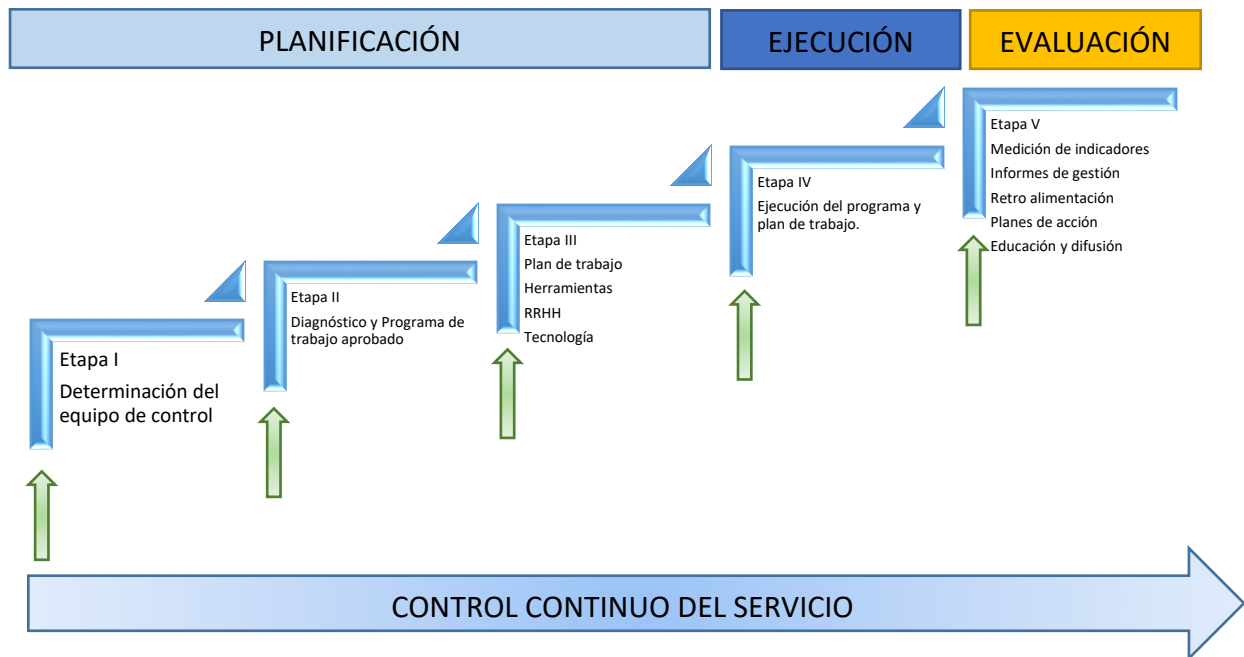 PLANIFICACIÓN
EJECUCIÓN
EVALUACIÓN
Etapa I
Determinación del
equipo de control
Etapa II
Diagnóstico y Programa de
trabajo aprobado
Etapa III
Plan de trabajo
Herramientas
RRHH
Tecnología
Etapa IV
Ejecución del programa y
plan de trabajo.
Etapa V
Medición de indicadores
Informes de gestión
Retro alimentación
Planes de acción
Educación y difusión
CONTROL CONTINUO DEL SERVICIO